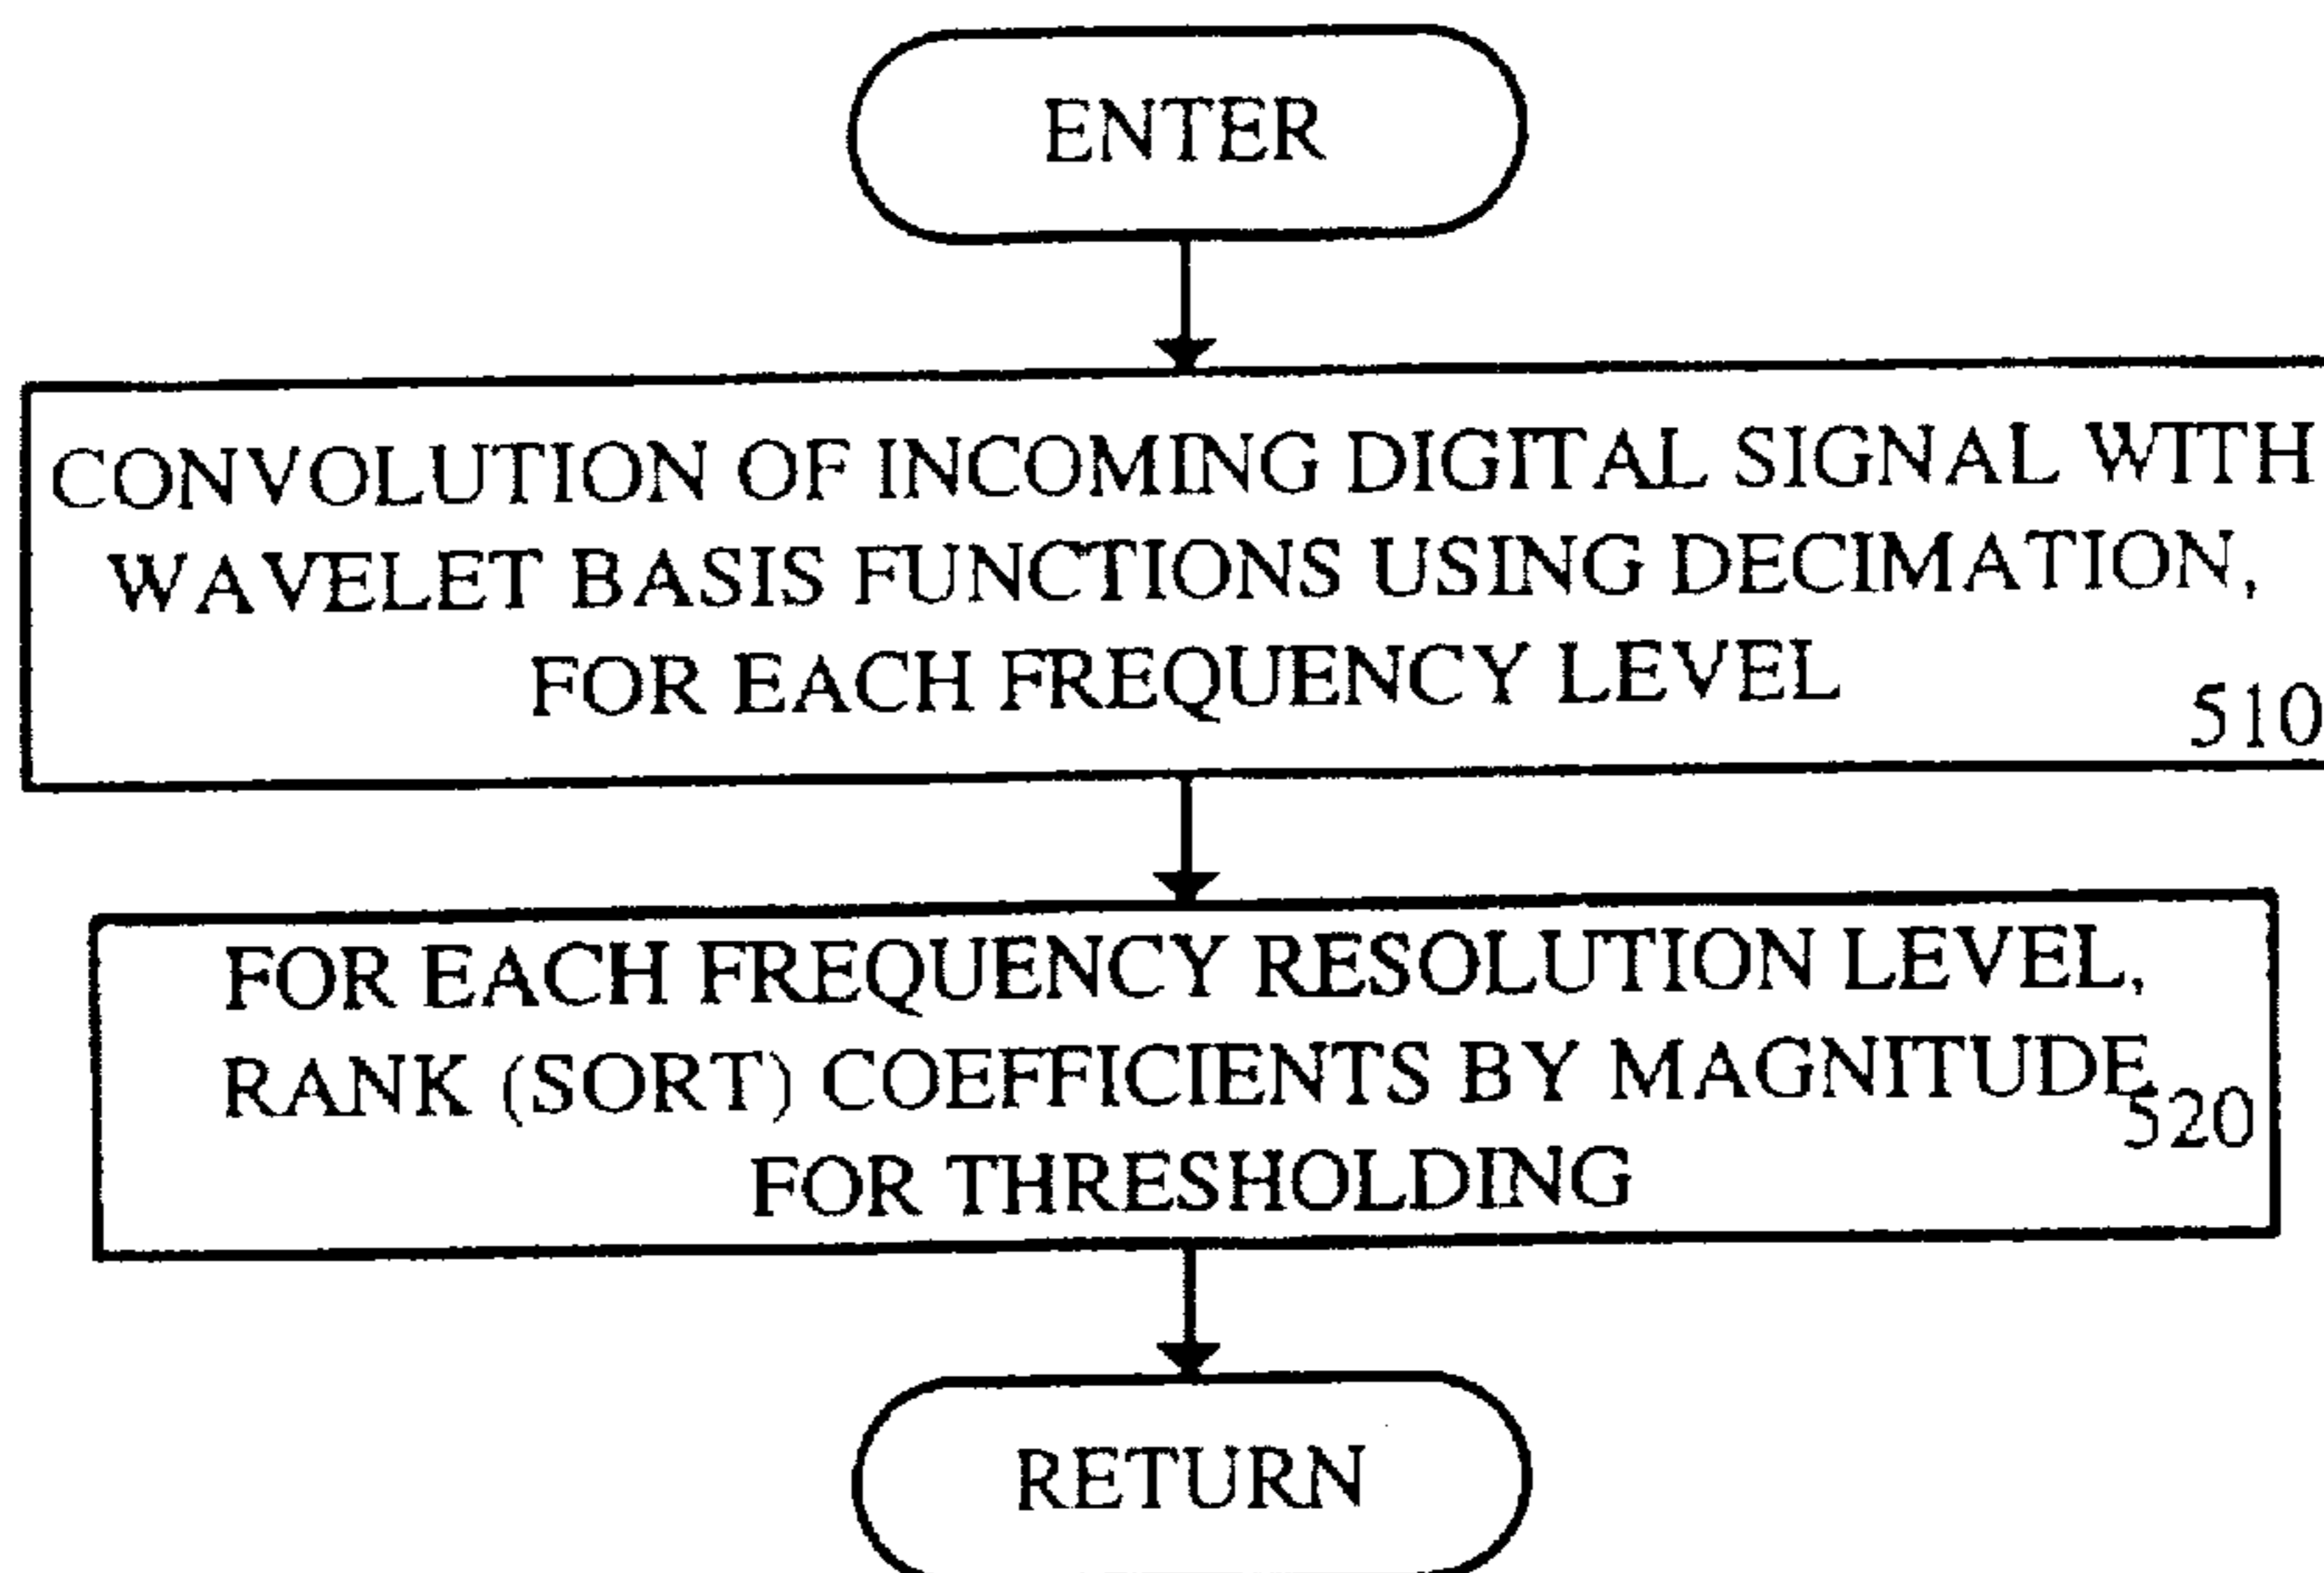 ENTER
CONVOLUTION OF INCOMING DIGITAL SIGNAL WITH
WAVELET BASIS FUNCTIONS USING DECIMATION,
FOR EACH FREQUENCY LEVEL
510
FOR EACH FREQUENCY RESOLUTION LEVEL,
RANK (SORT) COEFFICIENTS BY MAGNITUDE
520
FOR THRESHOLDING
RETURN